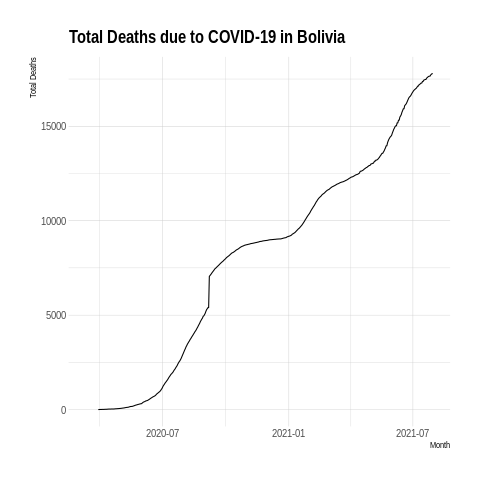 Total Deaths due to COVID-19 in Bolivia
Total Deaths
15000
10000
5000
0
2020-07
2021-01
2021-07
Month